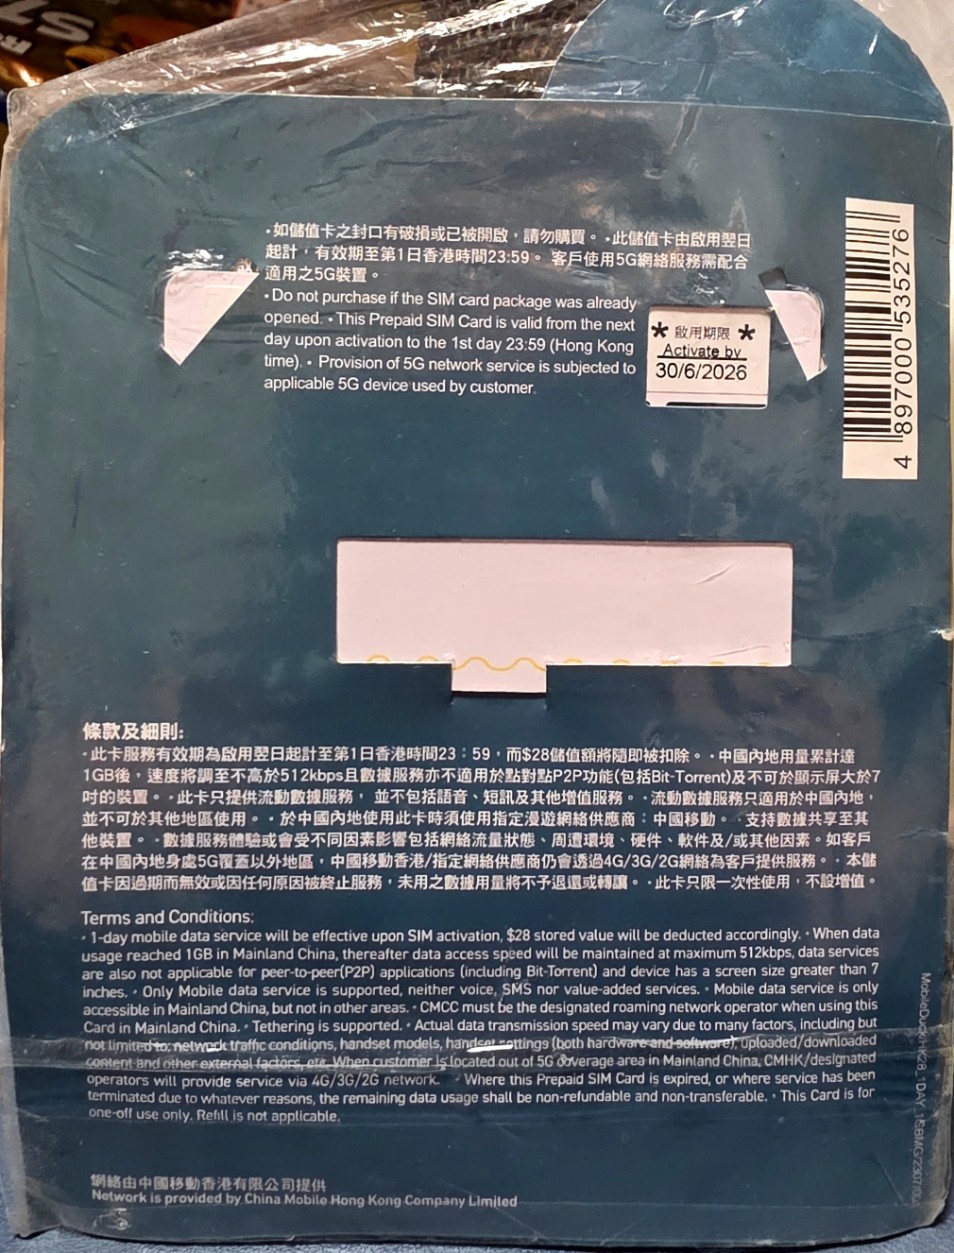 •如儲值卡之封口有破損或已被開啟，請勿購買。•此儲值卡由啟用翌日
起計，有效期至第1日香港時間23:59。客戶使用5G網絡服務需配合
適用之5G裝置。
•Do not purchase if the SIM card package was already
opened. •This Prepaid SIM Card is valid from the next
day upon activation to the 1st day 23:59 (Hong Kong
time). • Provision of 5G network service is subjected to
applicable 5G device used by customer.
* 啟用期限 *
Activate by
30/6/2026
4 897000 535276
條款及細則:
•此卡服務有效期為啟用翌日起計至第1日香港時間23：59，而$28儲值額將隨即被扣除。•中國內地用量累計達
1GB後，速度將調至不高於512kbps且數據服務亦不適用於點對點P2P功能(包括Bit-Torrent)及不可於顯示屏大於7
吋的裝置。•此卡只提供流動數據服務，並不包括語音、短訊及其他增值服務。•流動數據服務只適用於中國內地，
並不可於其他地區使用。•於中國內地使用此卡時須使用指定漫遊網絡供應商：中國移動。•支持數據共享至其
他裝置。•數據服務體驗或會受不同因素影響包括網絡流量狀態、周遭環境、硬件、軟件及/或其他因素。如客戶
在中國內地身處5G覆蓋以外地區，中國移動香港/指定網絡供應商仍會透過4G/3G/2G網絡為客戶提供服務。•本儲
值卡因過期而無效或因任何原因被終止服務，未用之數據用量將不予退還或轉讓。•此卡只限一次性使用，不設增值。
Terms and Conditions:
•1-day mobile data service will be effective upon SIM activation, $28 stored value will be deducted accordingly. •When data
usage reached 1GB in Mainland China, thereafter data access speed will be maintained at maximum 512kbps, data services
are also not applicable for peer-to-peer(P2P) applications (including Bit-Torrent) and device has a screen size greater than 7
inches. •Only Mobile data service is supported, neither voice, SMS nor value-added services. •Mobile data service is only
accessible in Mainland China, but not in other areas. •CMCC must be the designated roaming network operator when using this
Card in Mainland China. •Tethering is supported. •Actual data transmission speed may vary due to many factors, including but
not limited to: network traffic conditions, handset models, handset settings (both hardware and software), uploaded/downloaded
content and other external factors, etc. When customer is located out of 5G coverage area in Mainland China, CMHK/designated
operators will provide service via 4G/3G/2G network. •Where this Prepaid SIM Card is expired, or where service has been
terminated due to whatever reasons, the remaining data usage shall be non-refundable and non-transferable. •This Card is for
one-off use only. Refill is not applicable.
網絡由中國移動香港有限公司提供
Network is provided by China Mobile Hong Kong Company Limited